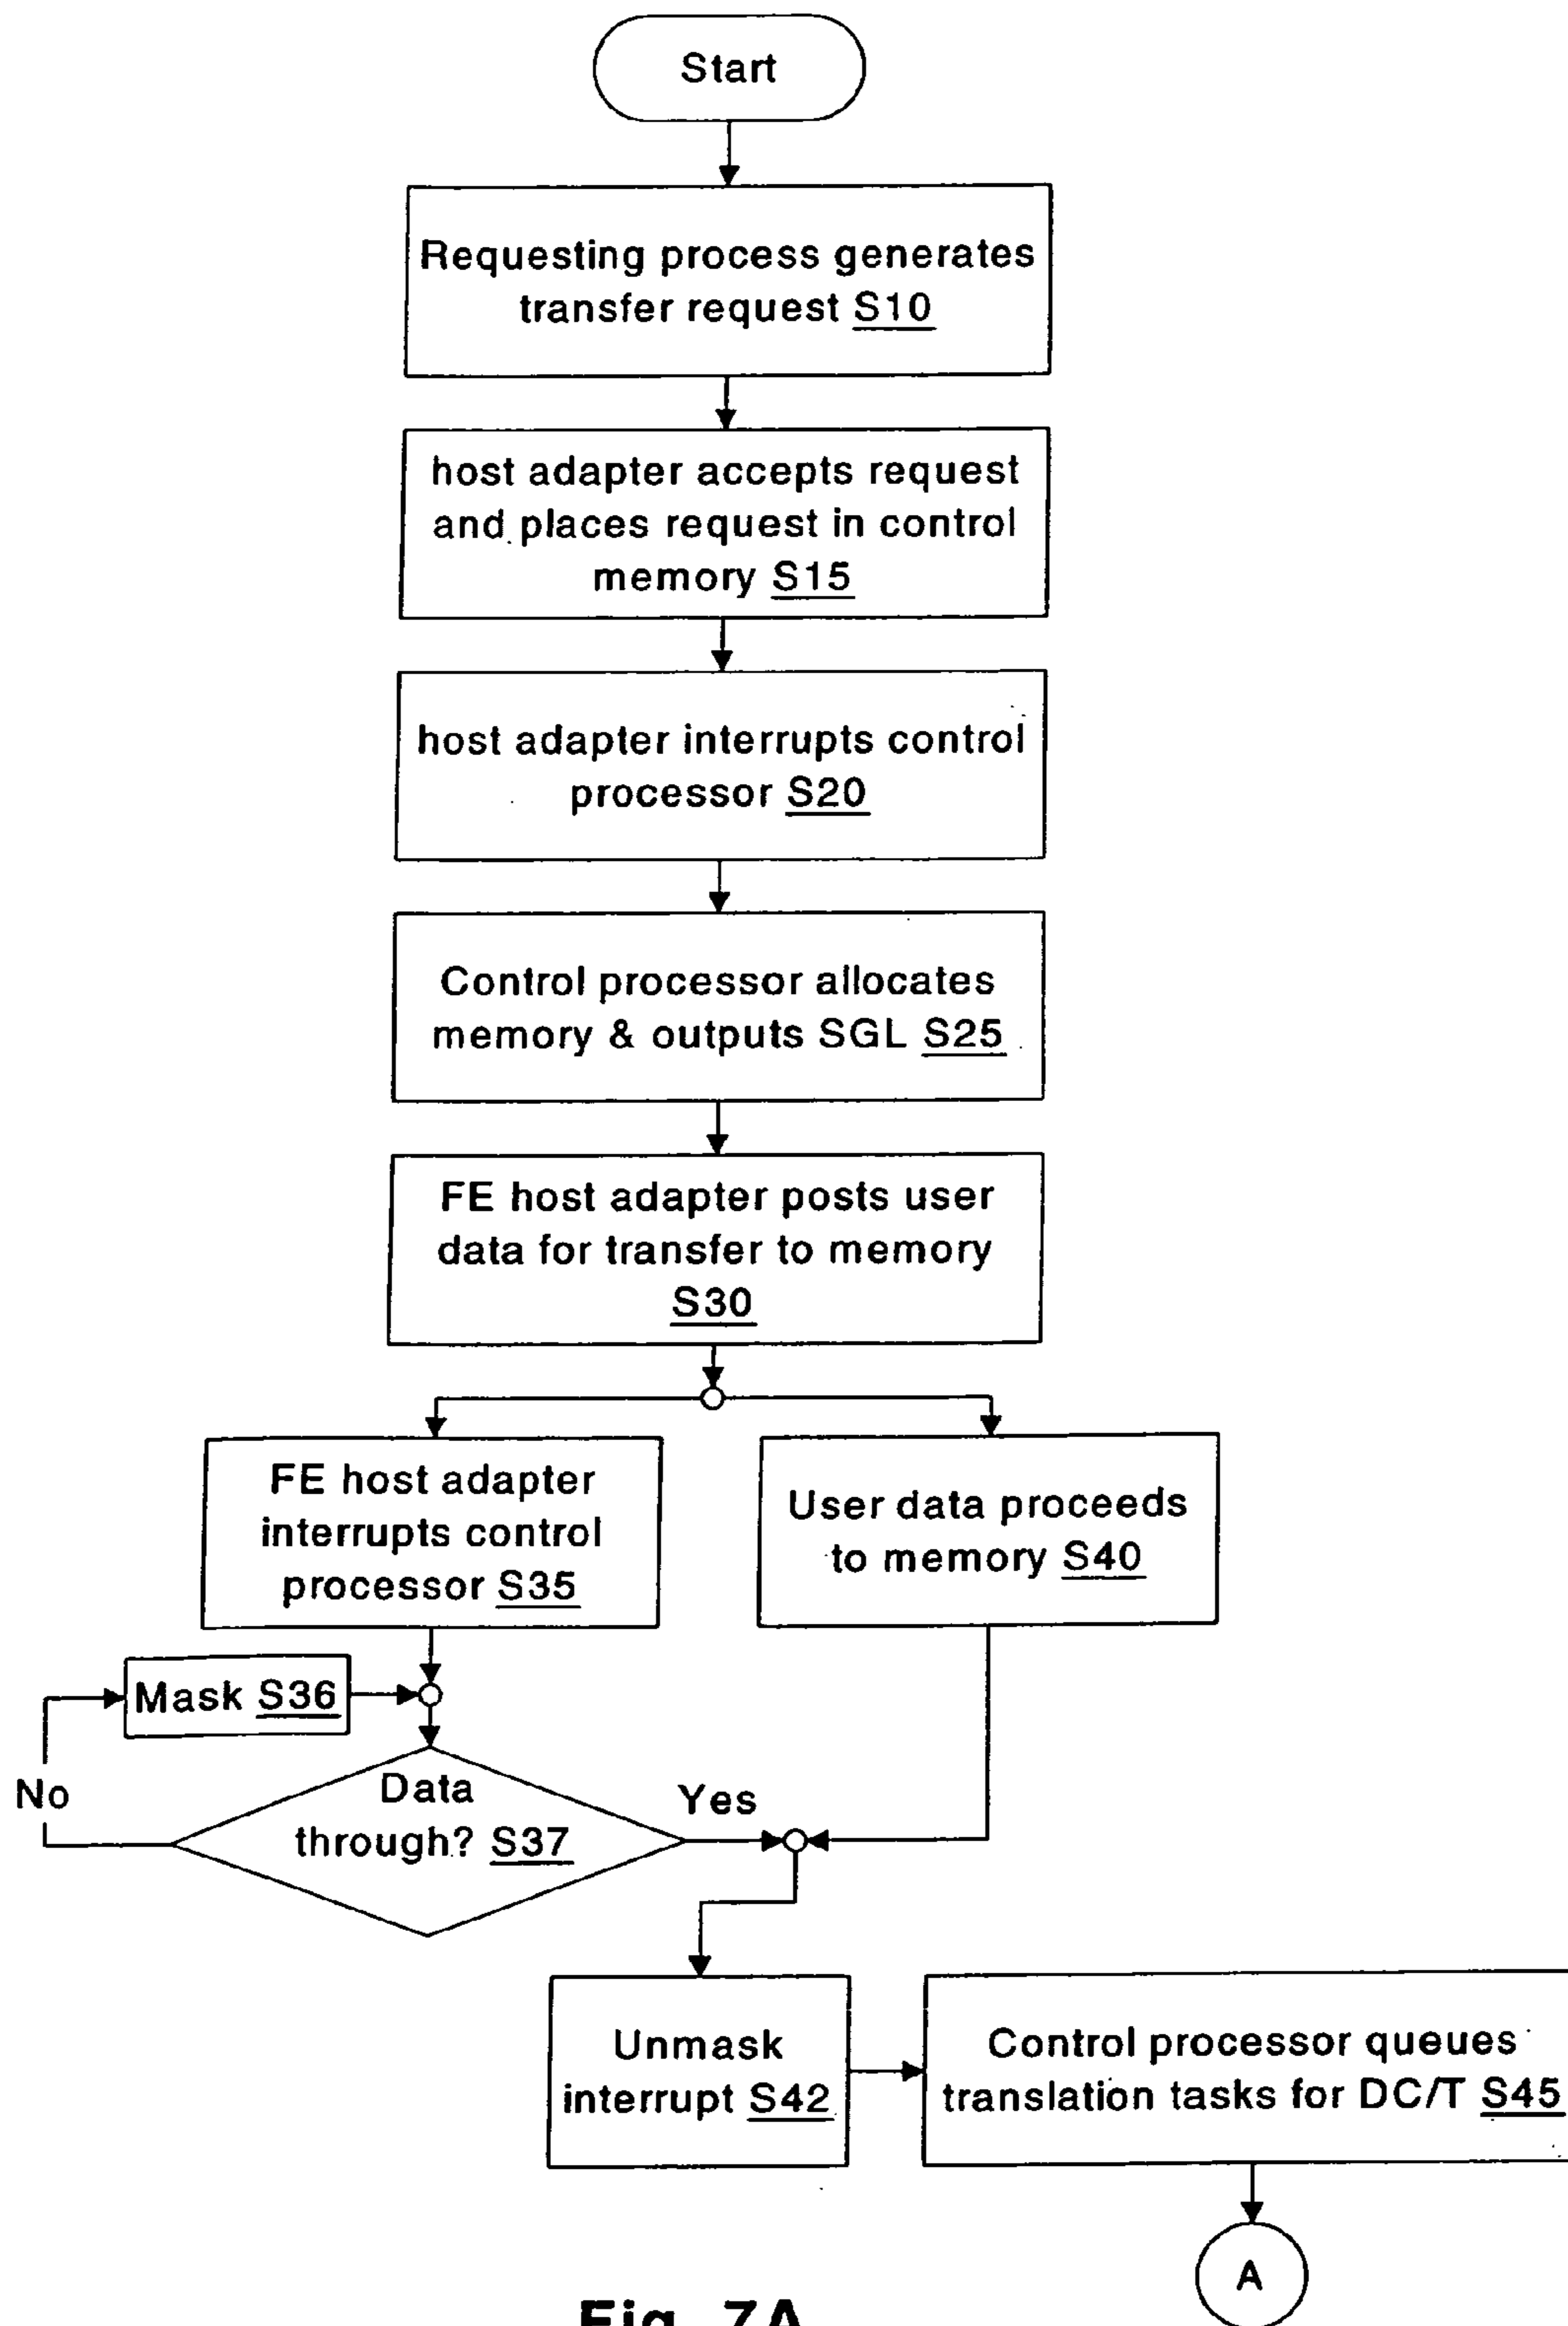 Start
Requesting process generates
transfer request S10
host adapter accepts request
and places request in control
memory S15
host adapter interrupts control
processor S20
Control processor allocates
memory & outputs SGL S25
FE host adapter posts user
data for transfer to memory
S30
FE host adapter
interrupts control
processor S35
User data proceeds
to memory S40
Mask S36
No
Data
through? S37
Yes
Unmask
interrupt S42
Control processor queues
translation tasks for DC/T S45
A
Fig. 7A